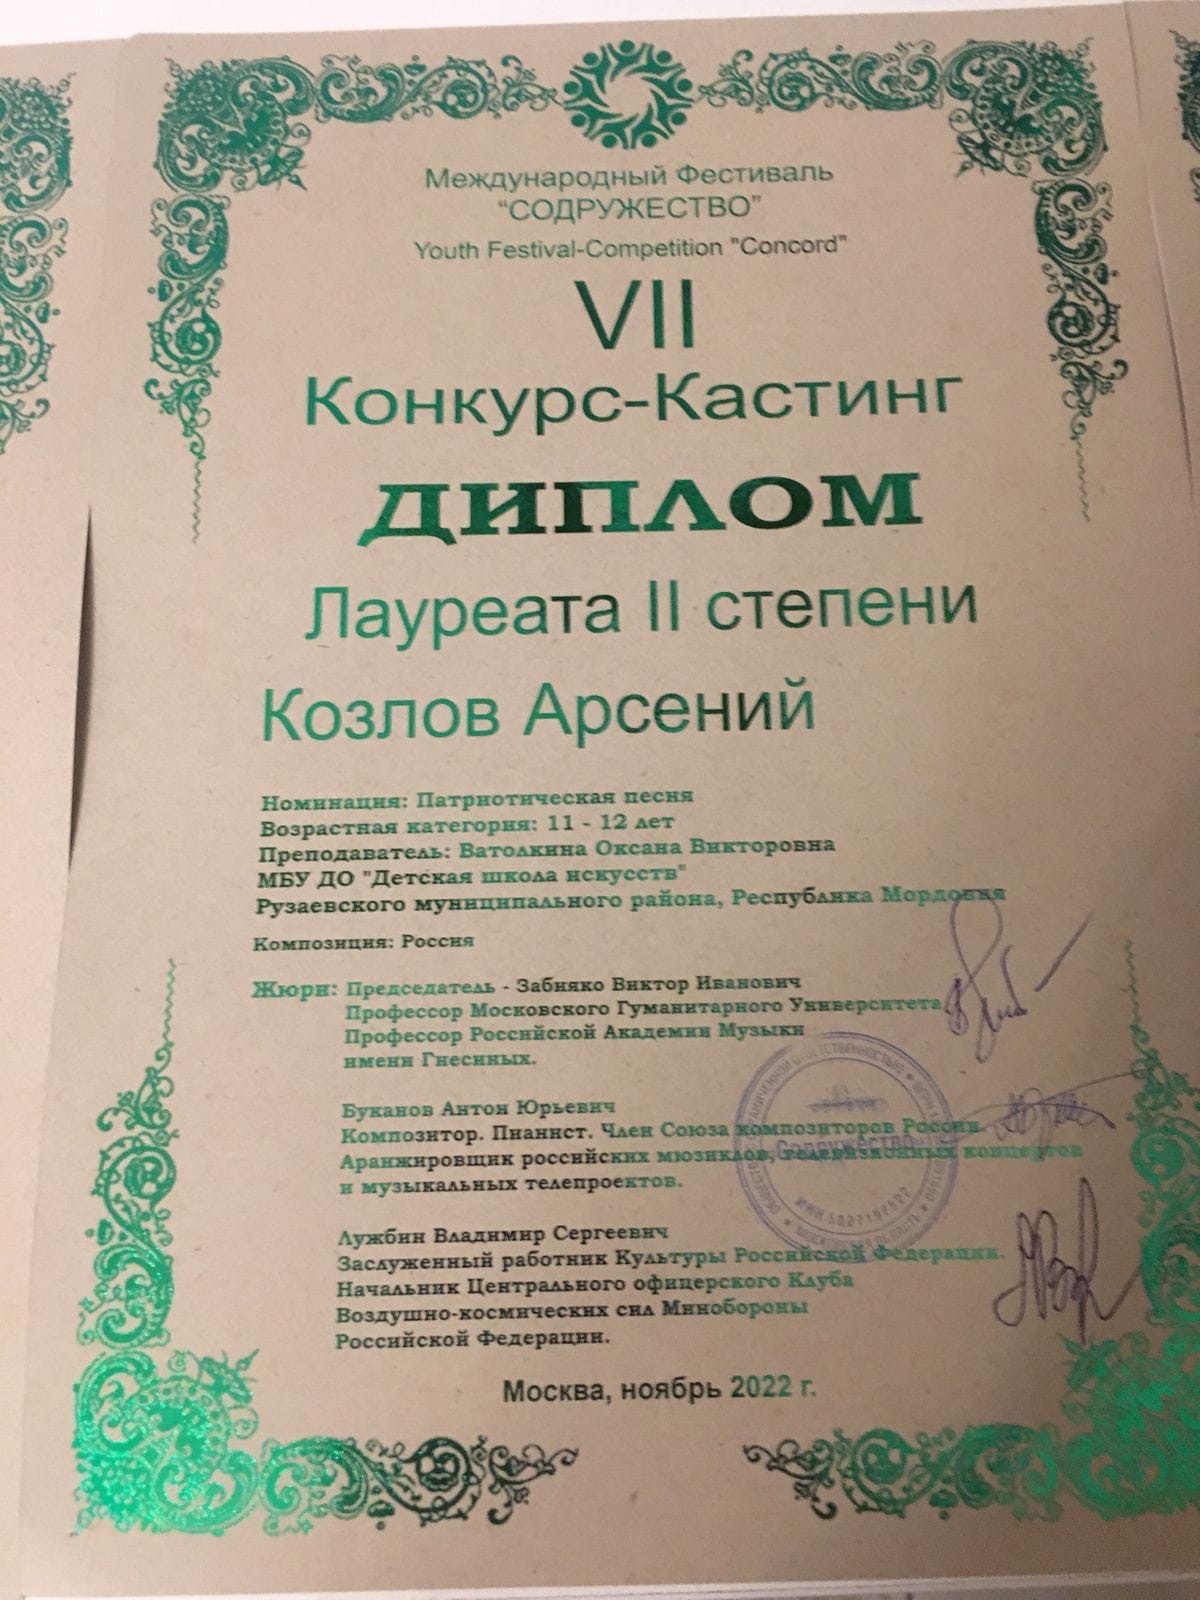 Международный Фестиваль
“СОДРУЖЕСТВО”
Youth Festival-Competition "Concord"
VII
Конкурс-Кастинг
ДИПЛОМ
Лауреата II степени
Козлов Арсений
Номинация: Патриотическая песня
Возрастная категория: 11 - 12 лет
Преподаватель: Ватолкина Оксана Викторовна
МБУ ДО "Детская школа искусств"
Рузаевского муниципального района, Республика Мордовия
Композиция: Россия
Жюри: Председатель - Забняко Виктор Иванович
Профессор Московского Гуманитарного Университета
Профессор Российской Академии Музыки
имени Гнесиных.
Буканов Антон Юрьевич
Композитор. Пианист. Член Союза композиторов России.
Аранжировщик российских мюзиклов, телевизионных концертов
и музыкальных телепроектов.
Лужбин Владимир Сергеевич
Заслуженный работник Культуры Российской Федерации.
Начальник Центрального офицерского Клуба
Воздушно-космических сил Минобороны
Российской Федерации.
Москва, ноябрь 2022 г.
СОДРУЖЕСТВО